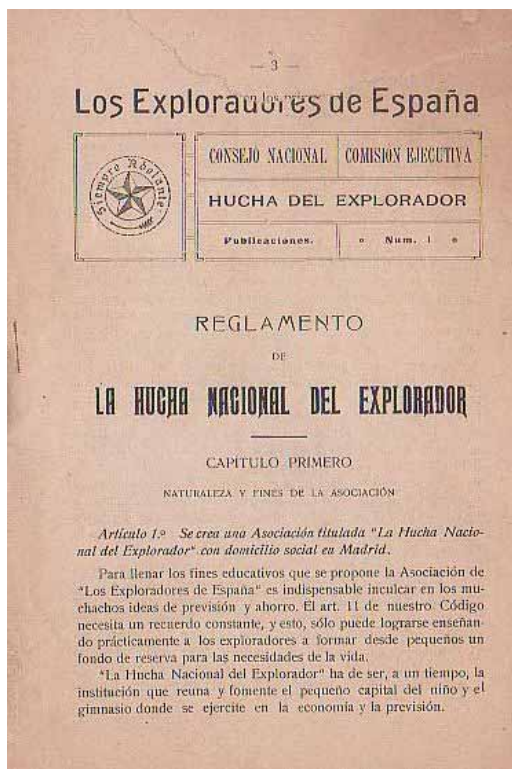 — 3 —
Los Exploradores de España
Siempre Adelante
CONSEJO NACIONAL
COMISION EJECUTIVA
HUCHA DEL EXPLORADOR
Publicaciones.
Num. 1
REGLAMENTO
DE
LA HUCHA NACIONAL DEL EXPLORADOR
CAPÍTULO PRIMERO
NATURALEZA Y FINES DE LA ASOCIACIÓN
Artículo 1.º Se crea una Asociación titulada "La Hucha Nacio-
nal del Explorador" con domicilio social en Madrid.
Para llenar los fines educativos que se propone la Asociación de
"Los Exploradores de España" es indispensable inculcar en los mu-
chachos ideas de previsión y ahorro. El art. 11 de nuestro Código
necesita un recuerdo constante, y esto, sólo puede lograrse enseñan-
do prácticamente a los exploradores a formar desde pequeños un
fondo de reserva para las necesidades de la vida.
"La Hucha Nacional del Explorador" ha de ser, a un tiempo, la
institución que reuna y fomente el pequeño capital del niño y el
gimnasio donde se ejercite en la economía y la previsión.